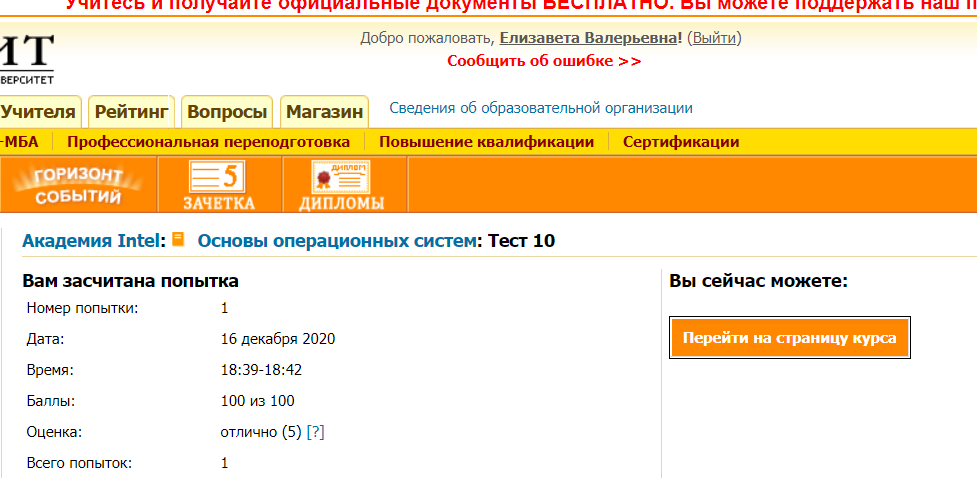 Учитесь и получайте официальные документы БЕСПЛАТНО. Вы можете поддержать наш п
Добро пожаловать, Елизавета Валерьевна! (Выйти)
Сообщить об ошибке >>
ИТ
ВЕРСИТЕТ
Учителя Рейтинг Вопросы Магазин Сведения об образовательной организации
-МБА Профессиональная переподготовка Повышение квалификации Сертификации
ГОРИЗОНТ СОБЫТИЙ
5 ЗАЧЕТКА
ДИПЛОМ ДИПЛОМЫ
Академия Intel: Основы операционных систем: Тест 10
Вам засчитана попытка
Номер попытки: 1
Дата: 16 декабря 2020
Время: 18:39-18:42
Баллы: 100 из 100
Оценка: отлично (5) [?]
Всего попыток: 1
Вы сейчас можете:
Перейти на страницу курса